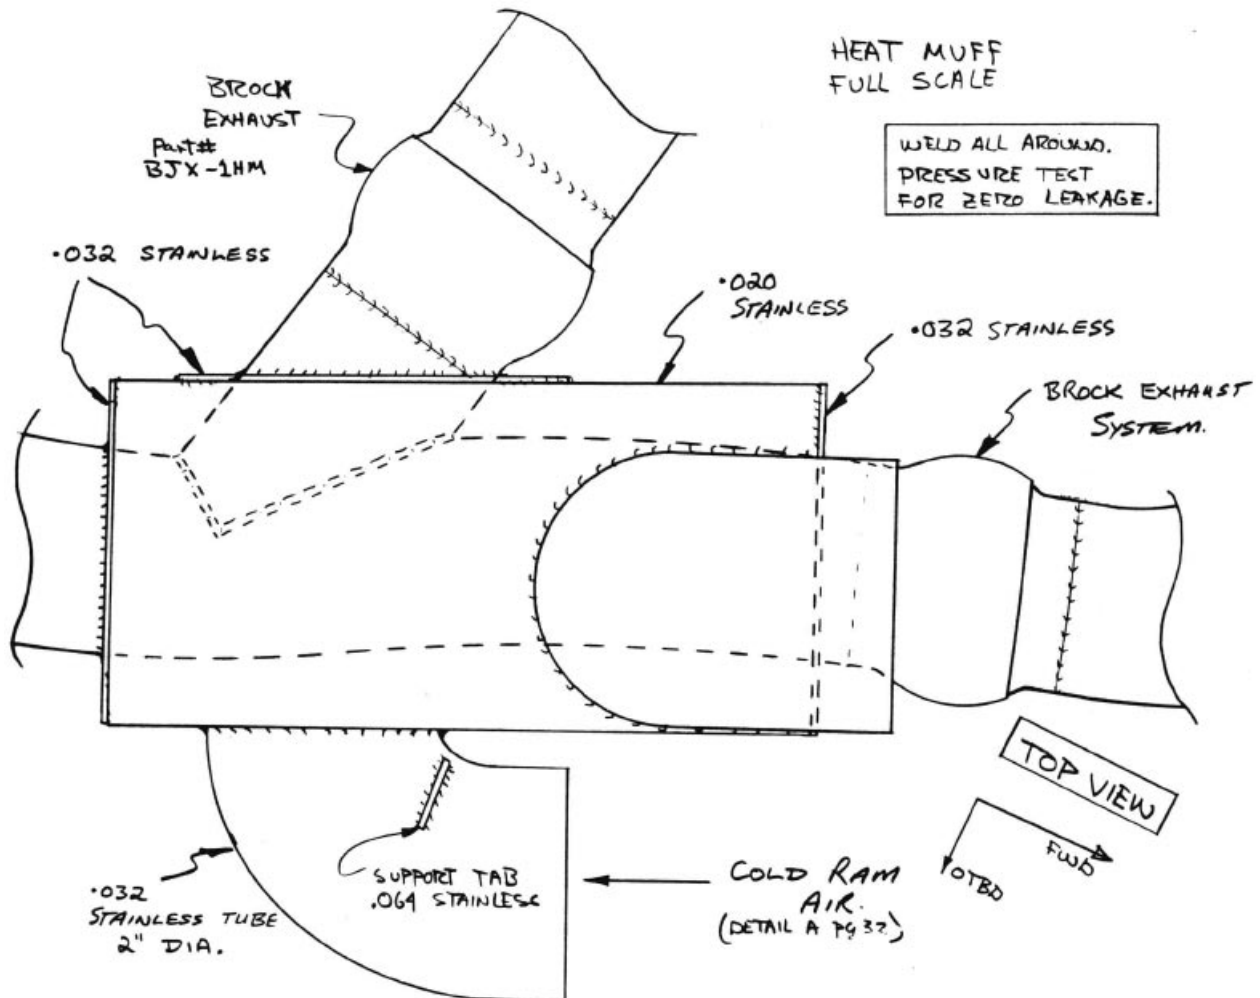 HEAT MUFF
FULL SCALE
WELD ALL AROUND.
PRESSURE TEST
FOR ZERO LEAKAGE.
BROCK
EXHAUST
Part#
BJX-1HM
.032 STAINLESS
.020
STAINLESS
.032 STAINLESS
BROCK EXHAUST
SYSTEM.
TOP VIEW
FWD
OTBD
SUPPORT TAB
.064 STAINLESS
COLD RAM
AIR.
(DETAIL A PG 32)
.032
STAINLESS TUBE
2" DIA.